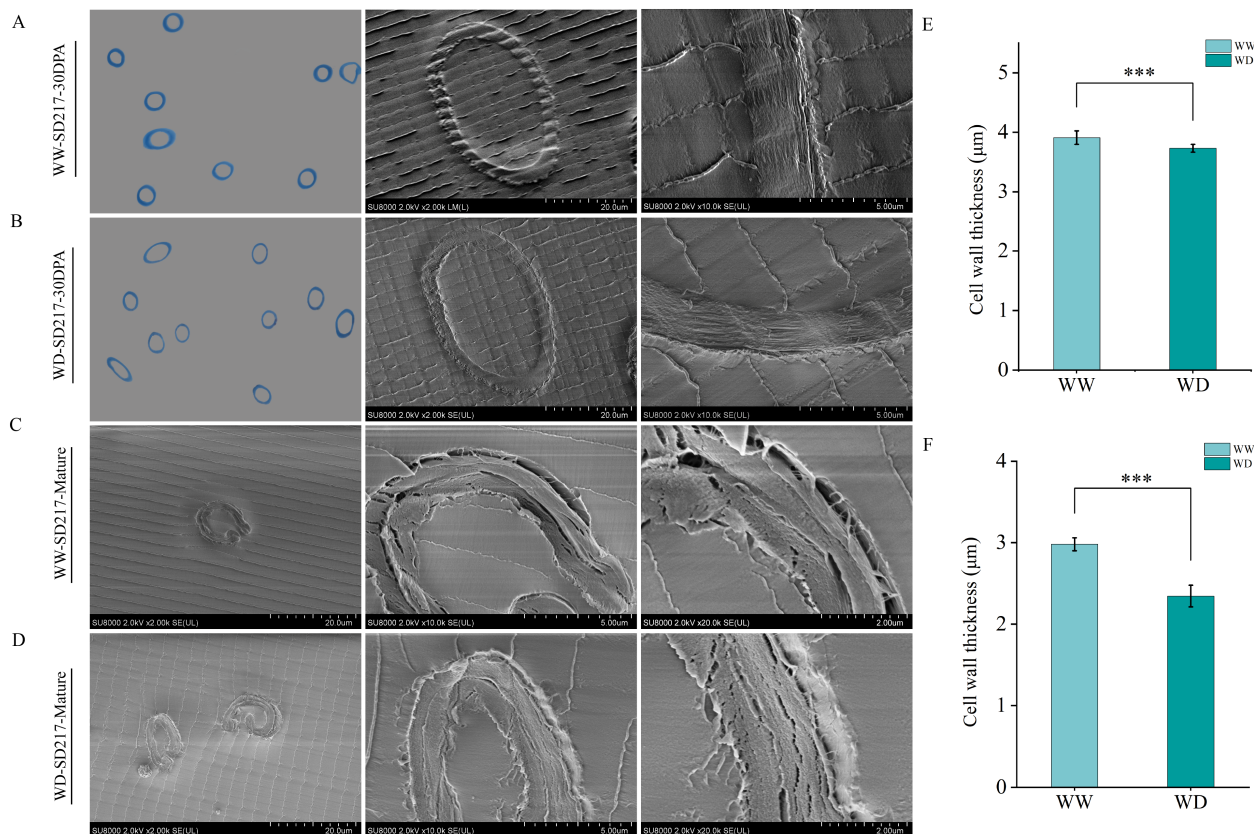 A
WW-SD217-30DPA
SU8000 2.0kV x2.00k LM(L)
20.0um
SU8000 2.0kV x10.0k SE(UL)
5.00um
B
WD-SD217-30DPA
SU8000 2.0kV x2.00k SE(UL)
20.0um
SU8000 2.0kV x10.0k SE(UL)
5.00um
C
WW-SD217-Mature
SU8000 2.0kV x2.00k SE(UL)
20.0um
SU8000 2.0kV x10.0k SE(UL)
5.00um
SU8000 2.0kV x20.0k SE(UL)
2.00um
D
WD-SD217-Mature
SU8000 2.0kV x2.00k SE(UL)
20.0um
SU8000 2.0kV x10.0k SE(UL)
5.00um
SU8000 2.0kV x20.0k SE(UL)
2.00um
E
WW
WD
***
Cell wall thickness (μm)
5
4
3
2
1
0
WW
WD
F
WW
WD
***
Cell wall thickness (μm)
4
3
2
1
0
WW
WD